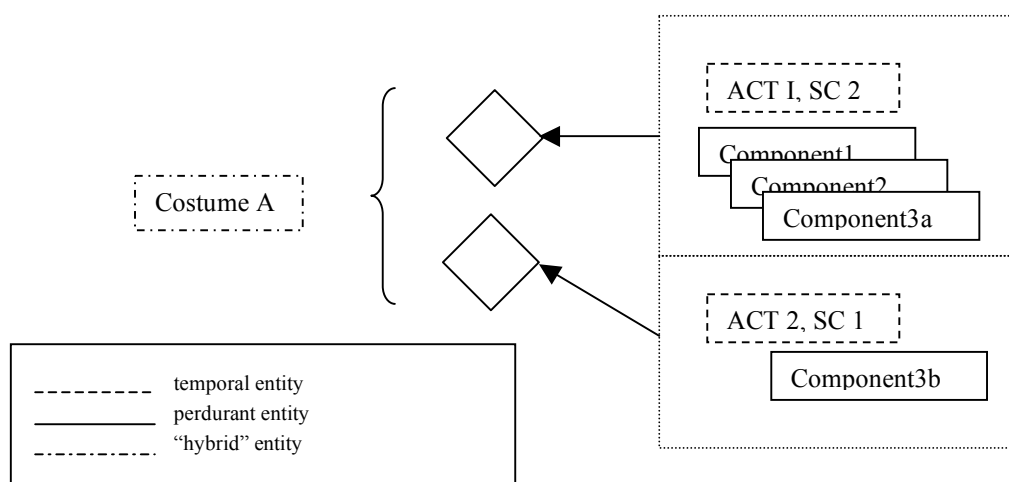 ACT I, SC 2
Component1
Component2
Component3a
Costume A
ACT 2, SC 1
Component3b
temporal entity
perdurant entity
“hybrid” entity